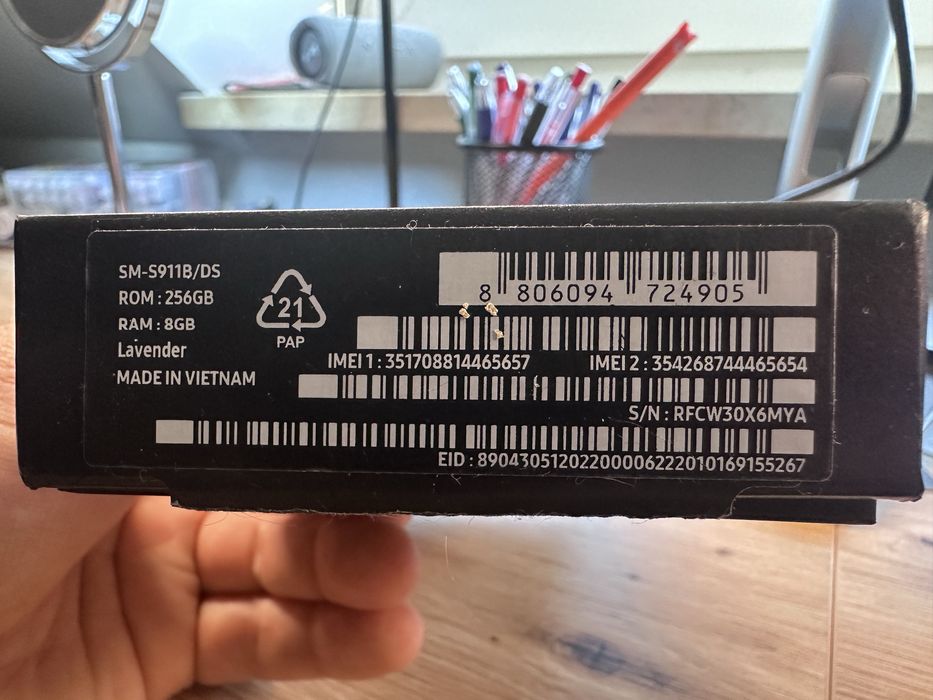 SM-S911B/DS
ROM : 256GB
RAM : 8GB
Lavender
MADE IN VIETNAM
21
PAP
8 806094 724905
IMEI 1 : 351708814465657 IMEI 2 : 354268744465654
S/N : RFCW30X6MYA
EID : 89043051202200006222010169155267